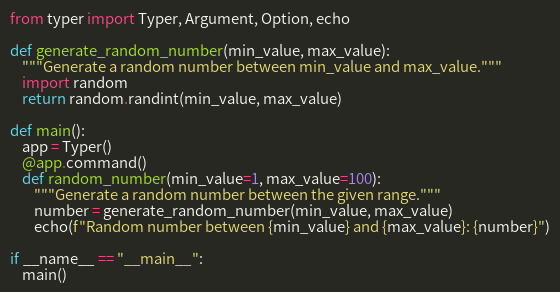 from typer import Typer, Argument, Option, echo

def generate_random_number(min_value, max_value):
    """Generate a random number between min_value and max_value."""
    import random
    return random.randint(min_value, max_value)

def main():
    app = Typer()
    @app.command()
    def random_number(min_value=1, max_value=100):
        """Generate a random number between the given range."""
        number = generate_random_number(min_value, max_value)
        echo(f"Random number between {min_value} and {max_value}: {number}")

if __name__ == "__main__":
    main()